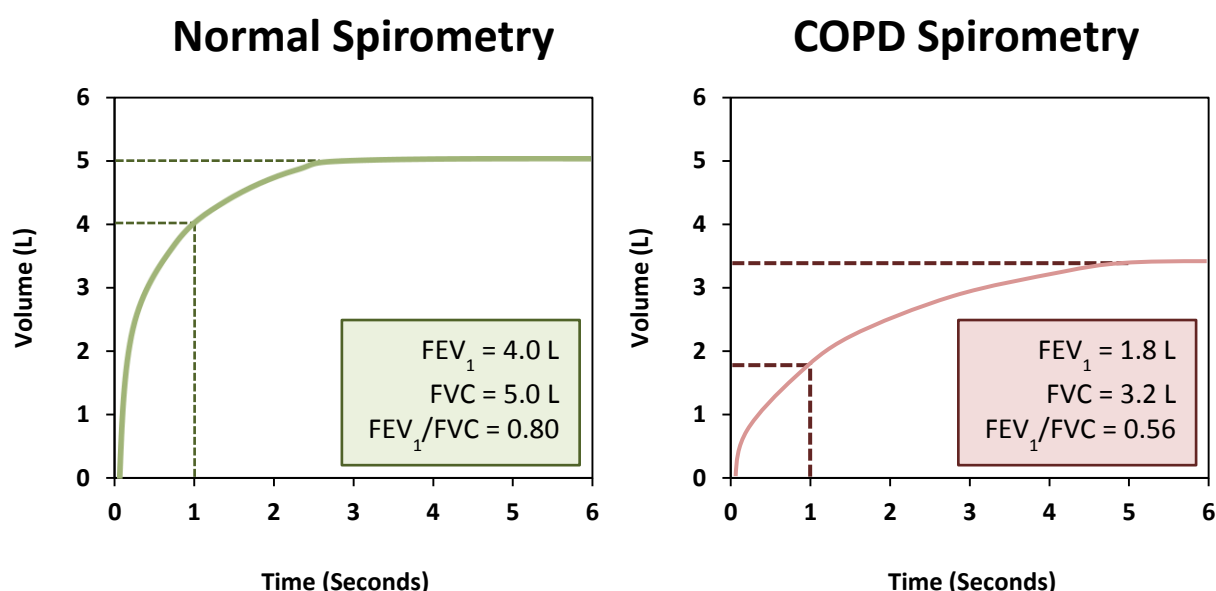 Normal Spirometry
6
5
4
3
2
1
0
Volume (L)
FEV₁ = 4.0 L
FVC = 5.0 L
FEV₁/FVC = 0.80
0 1 2 3 4 5 6
Time (Seconds)
COPD Spirometry
6
5
4
3
2
1
0
Volume (L)
FEV₁ = 1.8 L
FVC = 3.2 L
FEV₁/FVC = 0.56
0 1 2 3 4 5 6
Time (Seconds)